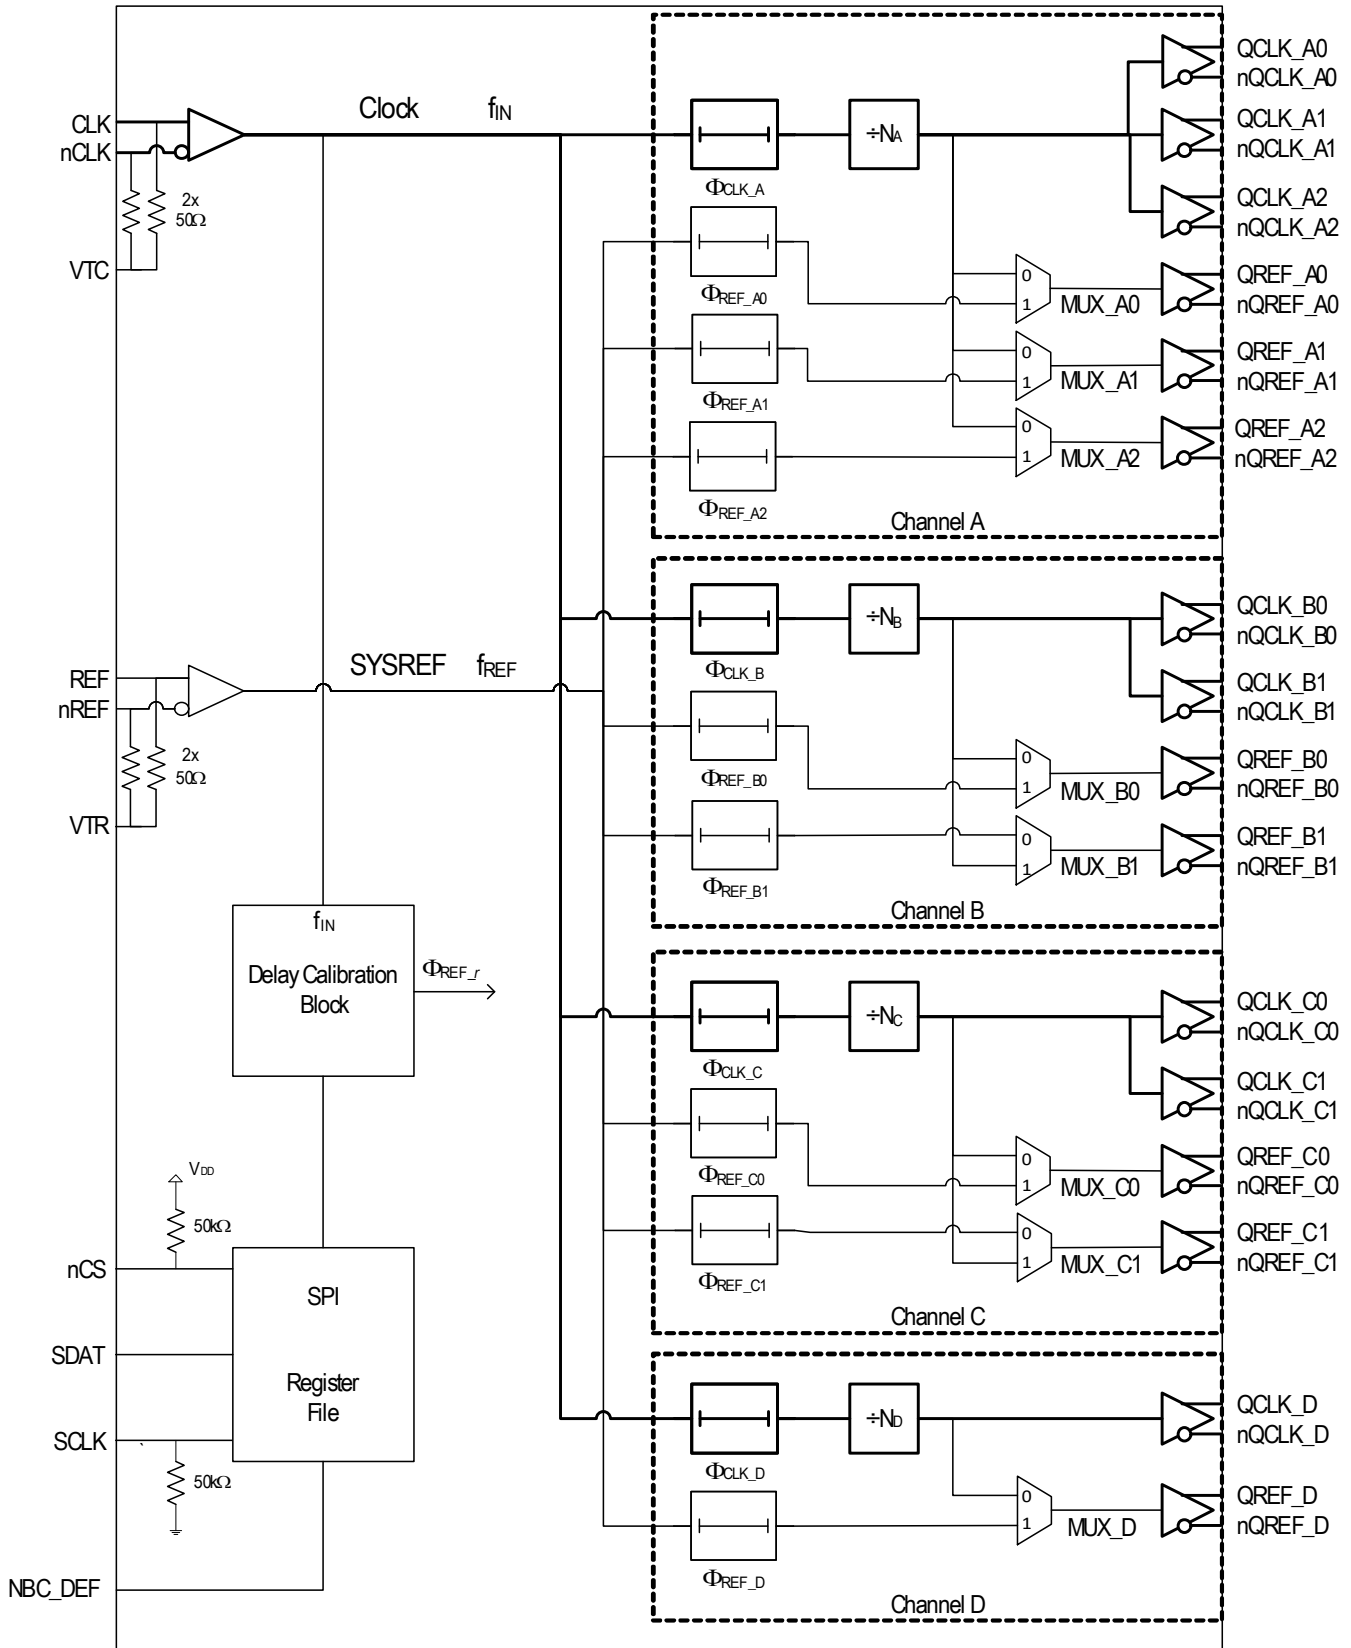 CLK
nCLK
2x
50Ω
VTC
Clock fIN
REF
nREF
2x
50Ω
VTR
SYSREF fREF
fIN
Delay Calibration
Block
ΦREF_r
VDD
50kΩ
nCS
SPI
SDAT
Register
File
SCLK
50kΩ
NBC_DEF
ΦCLK_A
÷NA
ΦREF_A0
ΦREF_A1
ΦREF_A2
0
1
MUX_A0
0
1
MUX_A1
0
1
MUX_A2
Channel A
QCLK_A0
nQCLK_A0
QCLK_A1
nQCLK_A1
QCLK_A2
nQCLK_A2
QREF_A0
nQREF_A0
QREF_A1
nQREF_A1
QREF_A2
nQREF_A2
ΦCLK_B
÷NB
ΦREF_B0
ΦREF_B1
0
1
MUX_B0
0
1
MUX_B1
Channel B
QCLK_B0
nQCLK_B0
QCLK_B1
nQCLK_B1
QREF_B0
nQREF_B0
QREF_B1
nQREF_B1
ΦCLK_C
÷NC
ΦREF_C0
ΦREF_C1
0
1
MUX_C0
0
1
MUX_C1
Channel C
QCLK_C0
nQCLK_C0
QCLK_C1
nQCLK_C1
QREF_C0
nQREF_C0
QREF_C1
nQREF_C1
ΦCLK_D
÷ND
ΦREF_D
0
1
MUX_D
Channel D
QCLK_D
nQCLK_D
QREF_D
nQREF_D